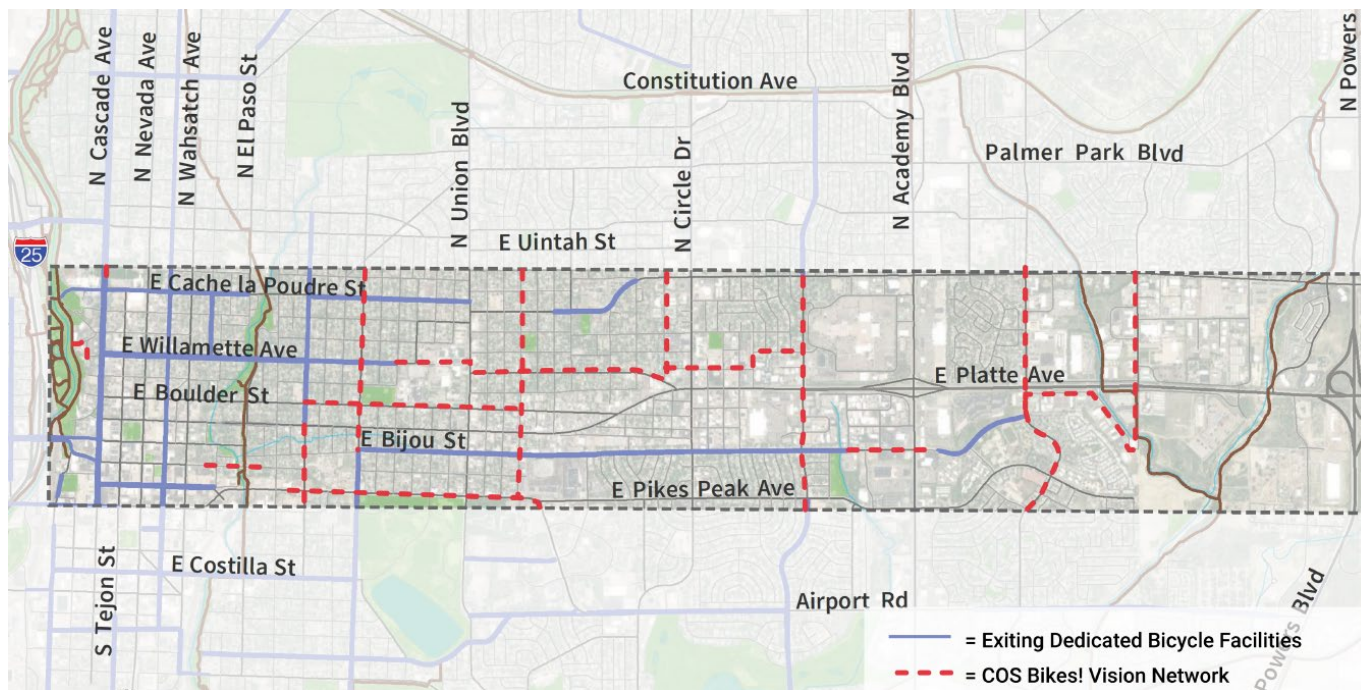 N Cascade Ave
N Nevada Ave
N Wahsatch Ave
N El Paso St
N Union Blvd
N Circle Dr
N Academy Blvd
N Powers
Constitution Ave
Palmer Park Blvd
E Uintah St
25
E Cache la Poudre St
E Willamette Ave
E Platte Ave
E Boulder St
E Bijou St
E Pikes Peak Ave
E Costilla St
S Tejon St
Airport Rd
Powers Blvd
= Exiting Dedicated Bicycle Facilities
= COS Bikes! Vision Network